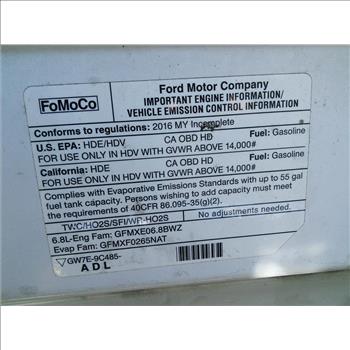 FoMoCo
Ford Motor Company
IMPORTANT ENGINE INFORMATION/
VEHICLE EMISSION CONTROL INFORMATION
Conforms to regulations: 2016 MY Incomplete
U.S. EPA: HDE/HDV CA OBD HD Fuel: Gasoline
FOR USE ONLY IN HDV WITH GVWR ABOVE 14,000#
California: HDE CA OBD HD Fuel: Gasoline
FOR USE ONLY IN HDV WITH GVWR ABOVE 14,000#
Complies with Evaporative Emissions Standards with up to 55 gal
fuel tank capacity. Persons wishing to add capacity must meet
the requirements of 40CFR 86.095-35(g)(2).
TWC/HO2S/SFI/WR-HO2S No adjustments needed.
6.8L-Eng Fam: GFMXE06.8BWZ
Evap Fam: GFMXF0265NAT
GW7E-9C485-
ADL